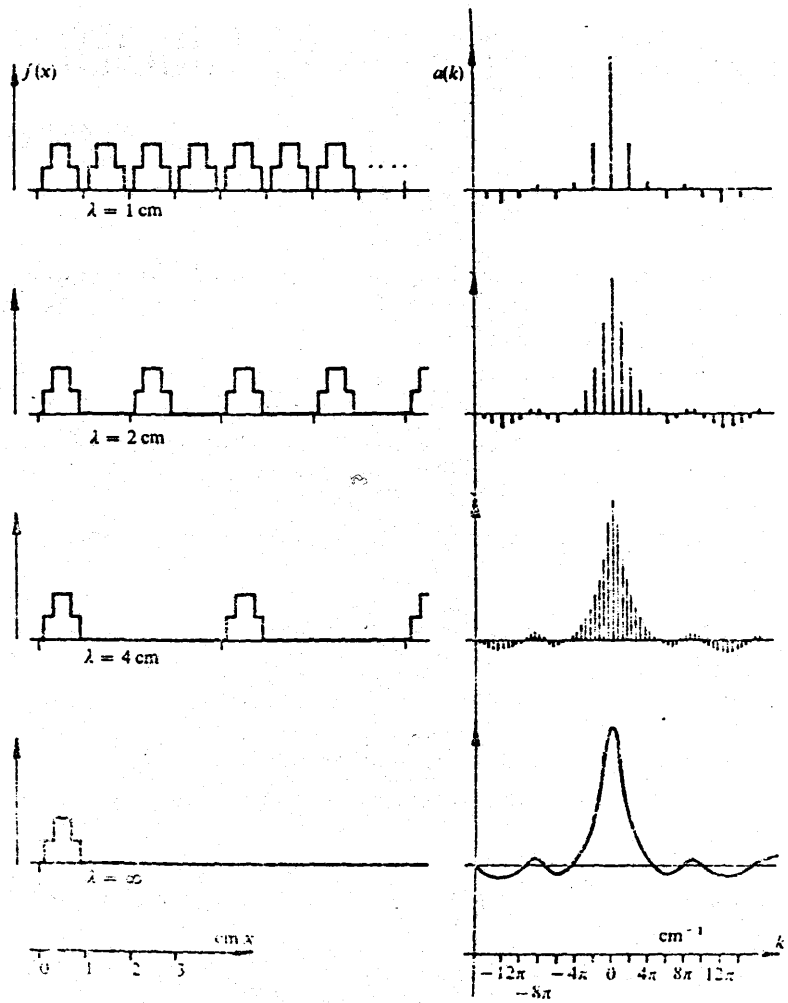 f(x)
a(k)
λ = 1 cm
λ = 2 cm
λ = 4 cm
λ = ∞
cm x
0 1 2 3
cm⁻¹
k
−12π −4π 0 4π 8π 12π
−8π